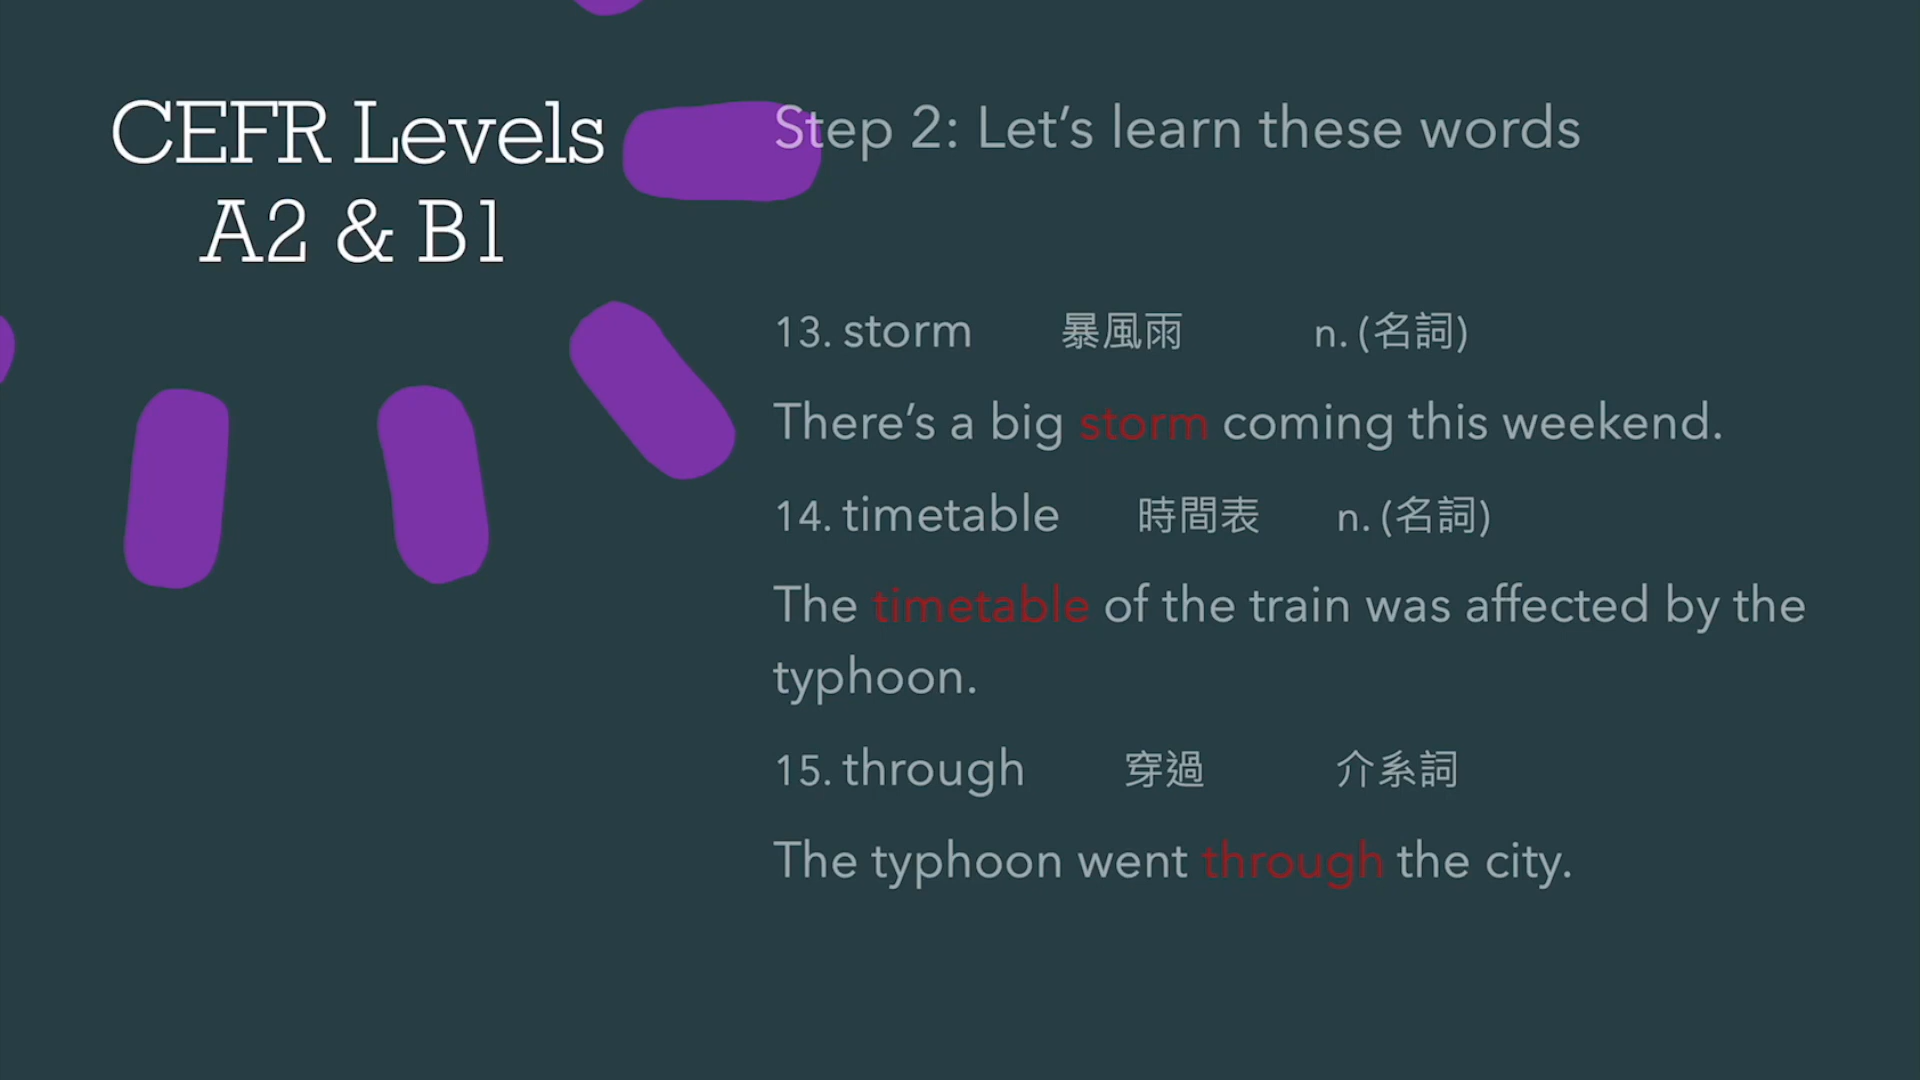 CEFR Levels
A2 & B1
Step 2: Let’s learn these words
13. storm 暴風雨 n. (名詞)
There’s a big storm coming this weekend.
14. timetable 時間表 n. (名詞)
The timetable of the train was affected by the
typhoon.
15. through 穿過 介系詞
The typhoon went through the city.